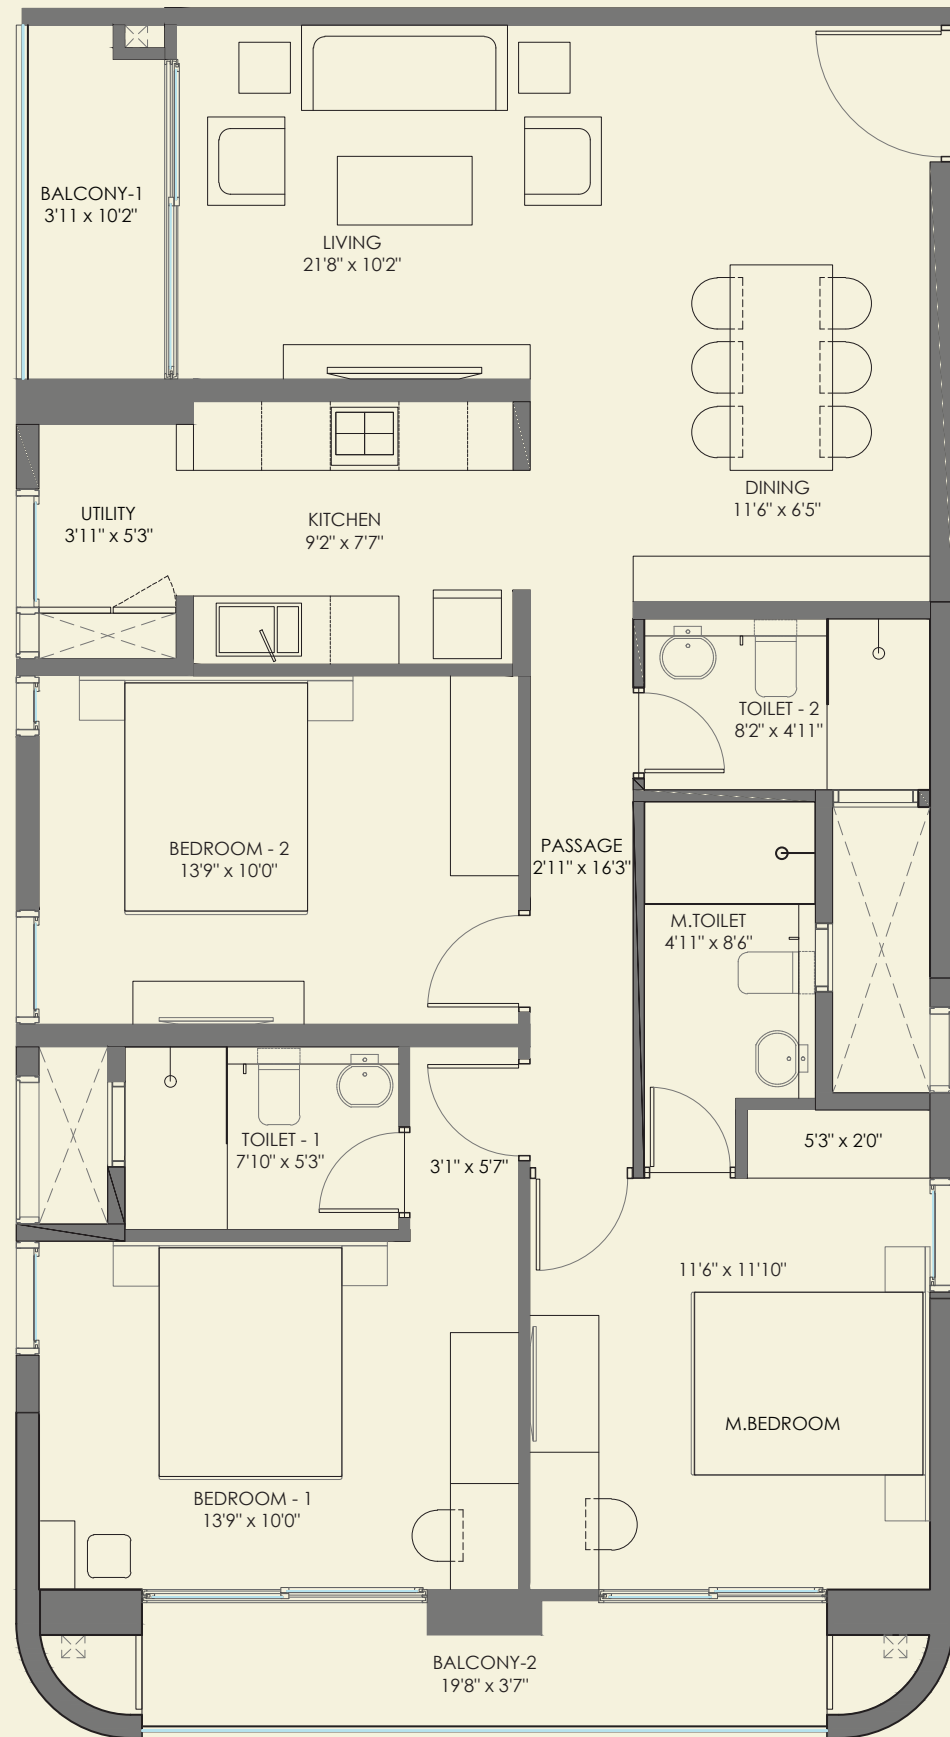 BALCONY-1
3'11 x 10'2"
LIVING
21'8" x 10'2"
DINING
11'6" x 6'5"
UTILITY
3'11" x 5'3"
KITCHEN
9'2" x 7'7"
TOILET - 2
8'2" x 4'11"
BEDROOM - 2
13'9" x 10'0"
PASSAGE
2'11" x 16'3"
M.TOILET
4'11" x 8'6"
TOILET - 1
7'10" x 5'3"
3'1" x 5'7"
5'3" x 2'0"
11'6" x 11'10"
M.BEDROOM
BEDROOM - 1
13'9" x 10'0"
BALCONY-2
19'8" x 3'7"